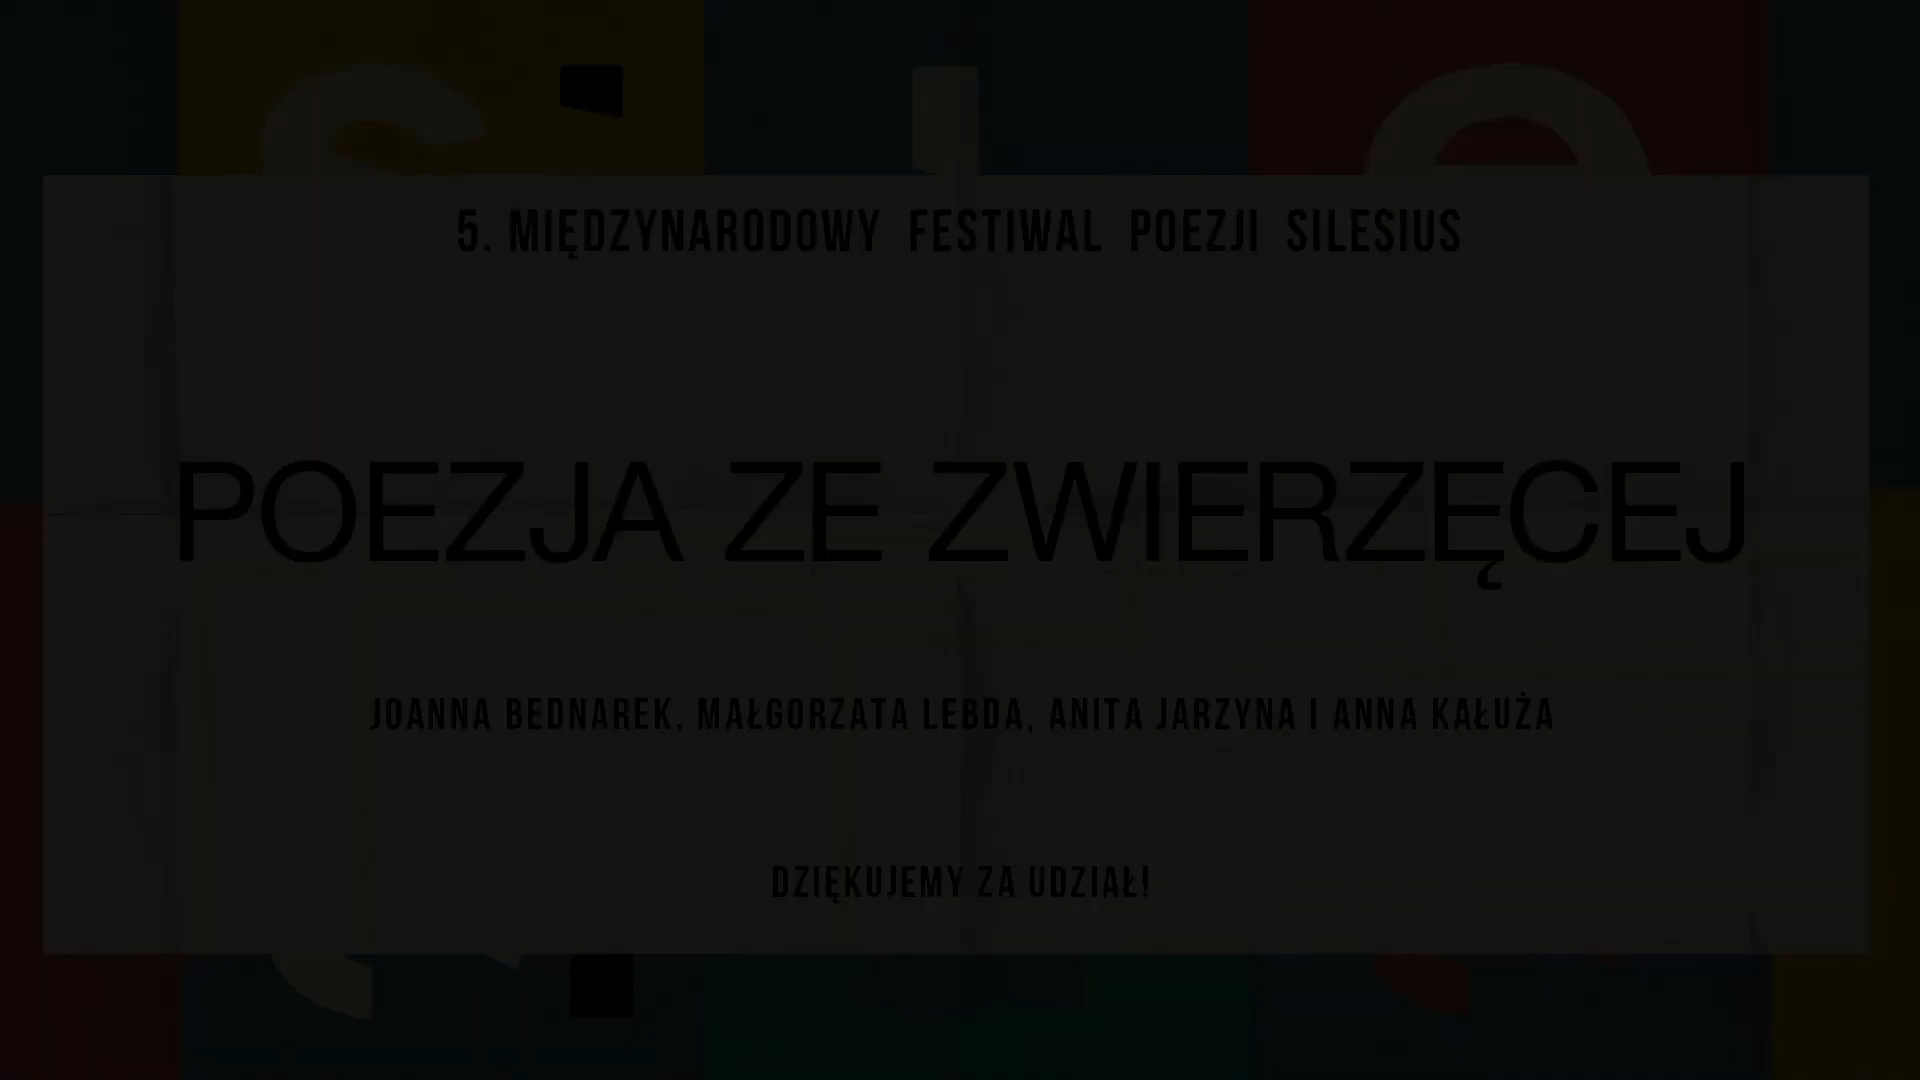 5. MIĘDZYNARODOWY FESTIWAL POEZJI SILESIUS
POEZJA ZE ZWIERZĘCEJ
JOANNA BEDNAREK, MAŁGORZATA LEBDA, ANITA JARZYNA I ANNA KAŁUŻA
DZIĘKUJEMY ZA UDZIAŁ!